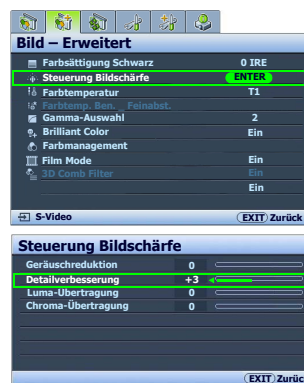 Bild – Erweitert
Farbsättigung Schwarz 0 IRE
Steuerung Bildschärfe ENTER
Farbtemperatur T1
Farbtemp. Ben. _ Feinabst.
Gamma-Auswahl 2
Brilliant Color Ein
Farbmanagement
Film Mode Ein
3D Comb Filter Ein
Ein
S-Video EXIT Zurück
Steuerung Bildschärfe
Geräuschreduktion 0
Detailverbesserung +3
Luma-Übertragung 0
Chroma-Übertragung 0
EXIT Zurück